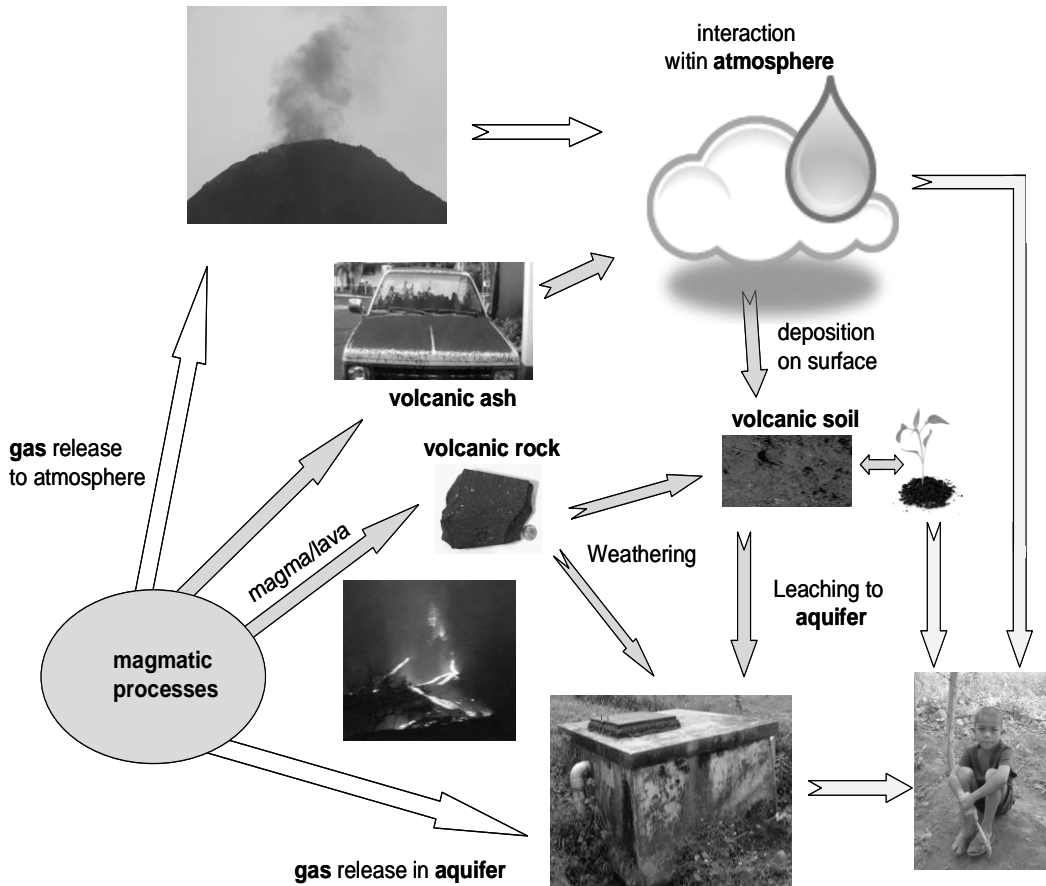 interaction
witin atmosphere
deposition
on surface
volcanic ash
volcanic soil
volcanic rock
gas release
to atmosphere
magma/lava
Weathering
Leaching to
aquifer
magmatic
processes
gas release in aquifer